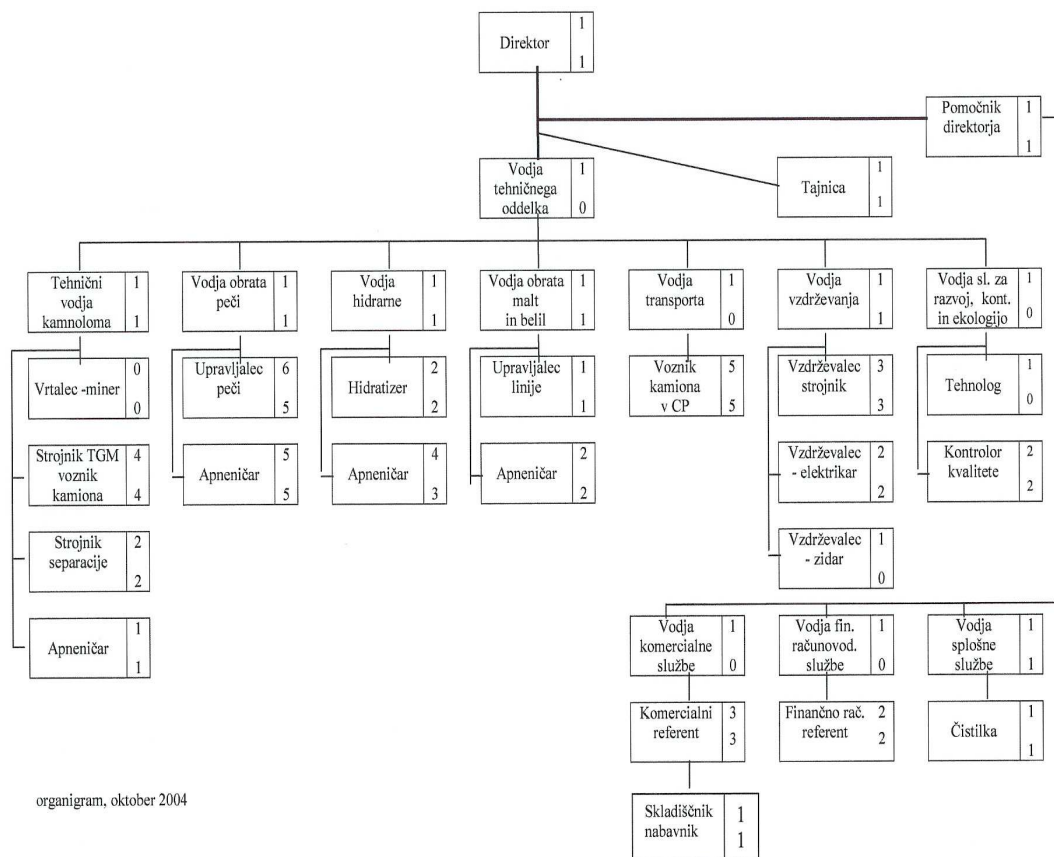 Direktor
1
1
Pomočnik
direktorja
1
1
Vodja
tehničnega
oddelka
1
0
Tajnica
1
1
Tehnični
vodja
kamnoloma
1
1
Vodja obrata
peči
1
1
Vodja
hidrarne
1
1
Vodja obrata
malt
in belil
1
1
Vodja
transporta
1
0
Vodja
vzdrževanja
1
1
Vodja sl. za
razvoj, kont.
in ekologijo
1
0
Vrtalec -miner
0
0
Upravljalec
peči
6
5
Hidratizer
2
2
Upravljalec
linije
1
1
Voznik
kamiona
v CP
5
5
Vzdrževalec
strojnik
3
3
Tehnolog
1
0
Strojnik TGM
voznik
kamiona
4
4
Apneničar
5
5
Apneničar
4
3
Apneničar
2
2
Vzdrževalec
- elektrikar
2
2
Kontrolor
kvalitete
2
2
Strojnik
separacije
2
2
Vzdrževalec
- zidar
1
0
Apneničar
1
1
Vodja
komercialne
službe
1
0
Vodja fin.
računovod.
službe
1
0
Vodja
splošne
službe
1
1
Komercialni
referent
3
3
Finančno rač.
referent
2
2
Čistilka
1
1
organigram, oktober 2004
Skladiščnik
nabavnik
1
1